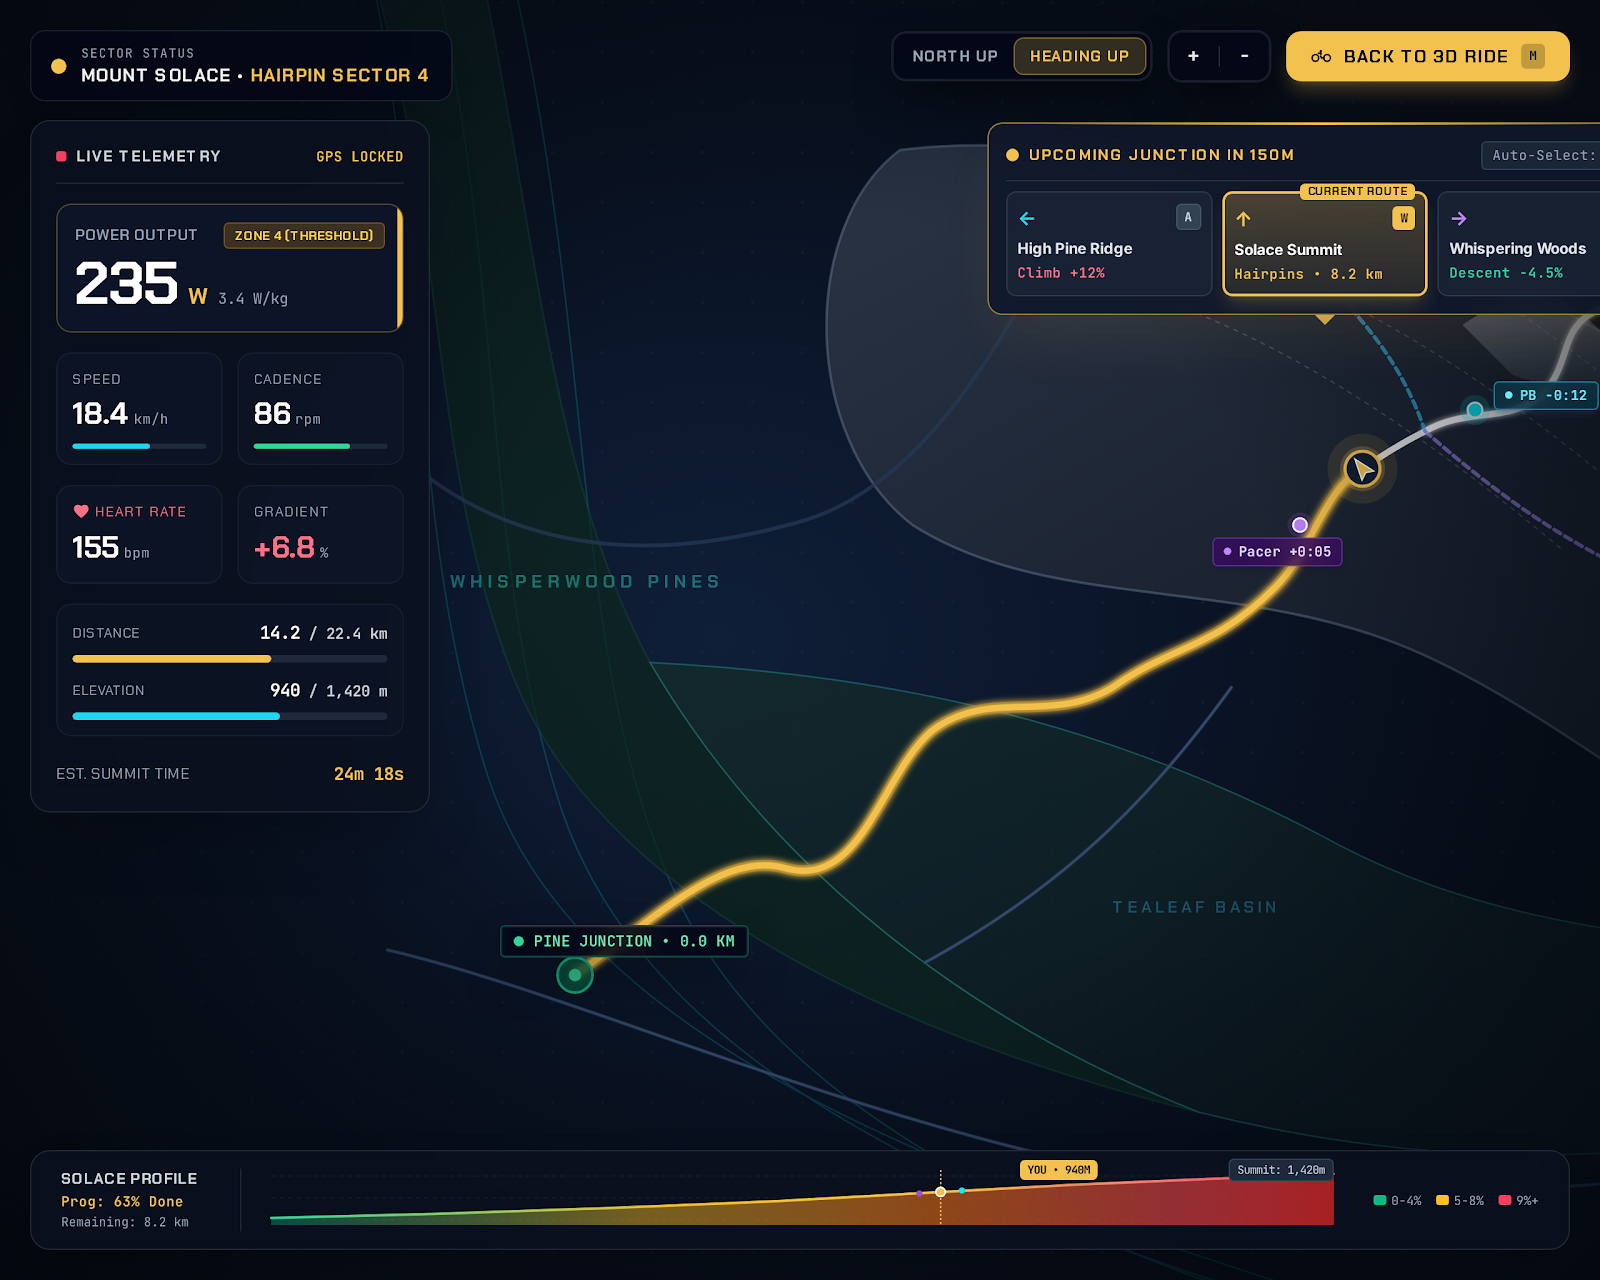 SECTOR STATUS
MOUNT SOLACE • HAIRPIN SECTOR 4
NORTH UP
HEADING UP
+
-
BACK TO 3D RIDE
M
LIVE TELEMETRY
GPS LOCKED
POWER OUTPUT
ZONE 4 (THRESHOLD)
235 W 3.4 W/kg
SPEED
18.4 km/h
CADENCE
86 rpm
HEART RATE
155 bpm
GRADIENT
+6.8 %
DISTANCE
14.2 / 22.4 km
ELEVATION
940 / 1,420 m
EST. SUMMIT TIME
24m 18s
UPCOMING JUNCTION IN 150M
Auto-Select:
A
High Pine Ridge
Climb +12%
CURRENT ROUTE
W
Solace Summit
Hairpins • 8.2 km
Whispering Woods
Descent -4.5%
PB -0:12
Pacer +0:05
WHISPERWOOD PINES
TEALEAF BASIN
PINE JUNCTION • 0.0 KM
SOLACE PROFILE
Prog: 63% Done
Remaining: 8.2 km
YOU • 940M
Summit: 1,420m
0-4%
5-8%
9%+